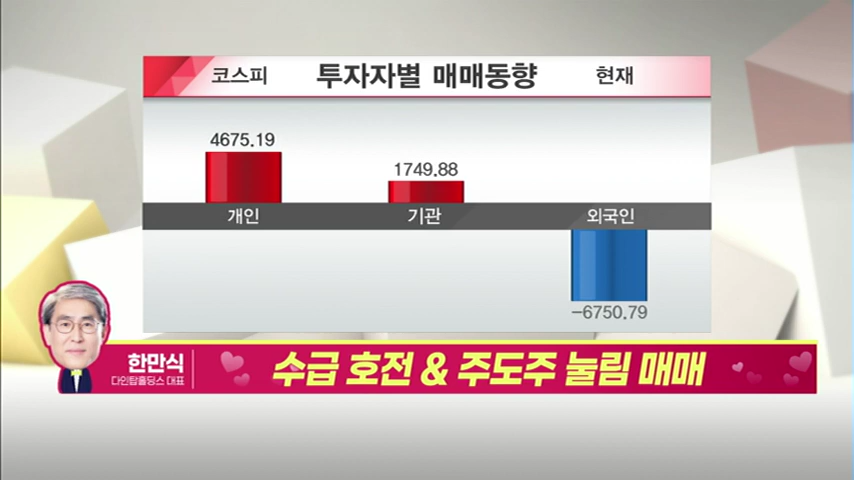 코스피 투자자별 매매동향 현재
4675.19
1749.88
개인 기관 외국인
-6750.79
한만식
다인탑홀딩스 대표
수급 호전 & 주도주 눌림 매매